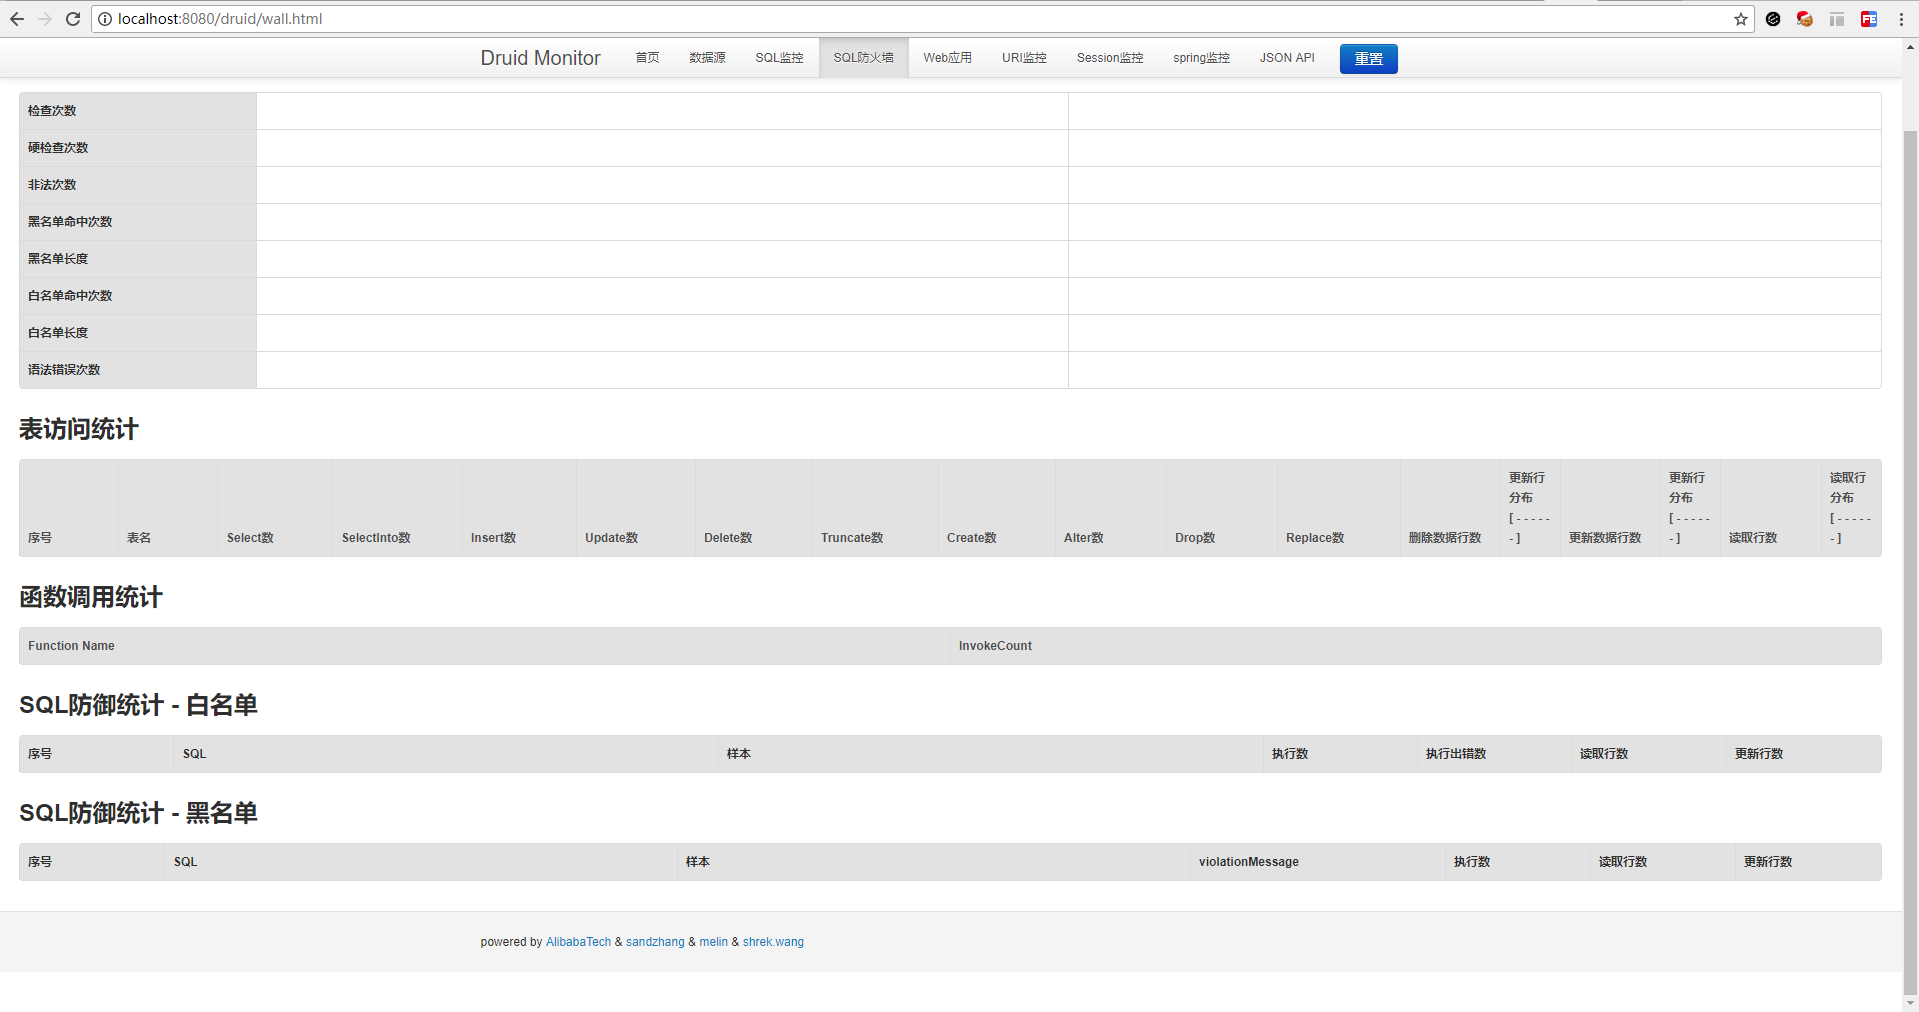 localhost:8080/druid/wall.html
Druid Monitor 首页 数据源 SQL监控 SQL防火墙 Web应用 URI监控 Session监控 spring监控 JSON API 重置
检查次数
硬检查次数
非法次数
黑名单命中次数
黑名单长度
白名单命中次数
白名单长度
语法错误次数
表访问统计
序号 表名 Select数 SelectInto数 Insert数 Update数 Delete数 Truncate数 Create数 Alter数 Drop数 Replace数 删除数据行数 更新行分布[------] 更新数据行数 更新行分布[------] 读取行数 读取行分布[------]
函数调用统计
Function Name InvokeCount
SQL防御统计 - 白名单
序号 SQL 样本 执行数 执行出错数 读取行数 更新行数
SQL防御统计 - 黑名单
序号 SQL 样本 violationMessage 执行数 读取行数 更新行数
powered by AlibabaTech & sandzhang & melin & shrek.wang